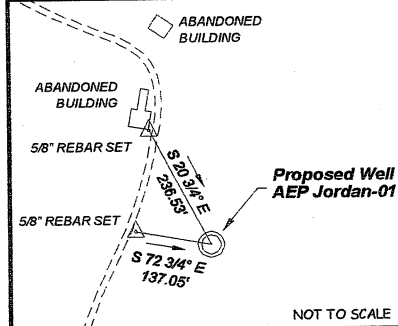 ABANDONED
BUILDING
ABANDONED
BUILDING
5/8" REBAR SET
S 20 3/4° E
236.53'
Proposed Well
AEP Jordan-01
5/8" REBAR SET
S 72 3/4° E
137.05'
NOT TO SCALE